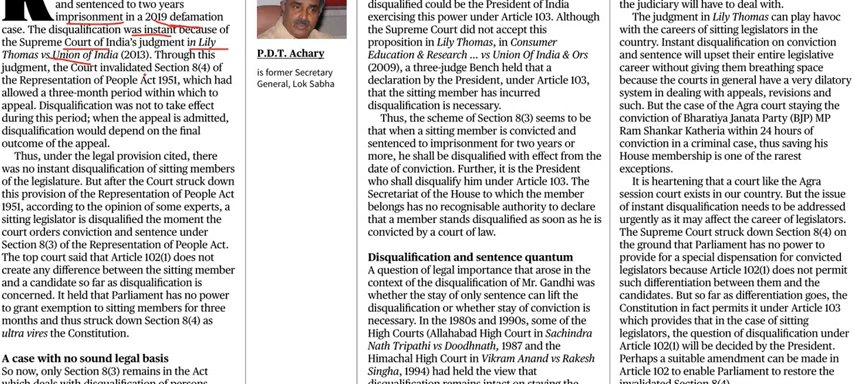 and sentenced to two years
imprisonment in a 2019 defamation
case. The disqualification was instant because of
the Supreme Court of India's judgment in Lily
Thomas vs Union of India (2013). Through this
judgment, the Court invalidated Section 8(4) of
the Representation of People Act 1951, which had
allowed a three-month period within which to
appeal. Disqualification was not to take effect
during this period; when the appeal is admitted,
disqualification would depend on the final
outcome of the appeal.
Thus, under the legal provision cited, there
was no instant disqualification of sitting members
of the legislature. But after the Court struck down
this provision of the Representation of People Act
1951, according to the opinion of some experts, a
sitting legislator is disqualified the moment the
court orders conviction and sentence under
Section 8(3) of the Representation of People Act.
The top court said that Article 102(1) does not
create any difference between the sitting member
and a candidate so far as disqualification is
concerned. It held that Parliament has no power
to grant exemption to sitting members for three
months and thus struck down Section 8(4) as
ultra vires the Constitution.
A case with no sound legal basis
So now, only Section 8(3) remains in the Act
which deals with disqualification of persons
P.D.T. Achary
is former Secretary
General, Lok Sabha
disqualified could be the President of India
exercising this power under Article 103. Although
the Supreme Court did not accept this
proposition in Lily Thomas, in Consumer
Education & Research ... vs Union Of India & Ors
(2009), a three-judge Bench held that a
declaration by the President, under Article 103,
that the sitting member has incurred
disqualification is necessary.
Thus, the scheme of Section 8(3) seems to be
that when a sitting member is convicted and
sentenced to imprisonment for two years or
more, he shall be disqualified with effect from the
date of conviction. Further, it is the President
who shall disqualify him under Article 103. The
Secretariat of the House to which the member
belongs has no recognisable authority to declare
that a member stands disqualified as soon as he is
convicted by a court of law.
Disqualification and sentence quantum
A question of legal importance that arose in the
context of the disqualification of Mr. Gandhi was
whether the stay of only sentence can lift the
disqualification or whether stay of conviction is
necessary. In the 1980s and 1990s, some of the
High Courts (Allahabad High Court in Sachindra
Nath Tripathi vs Doodhnath, 1987 and the
Himachal High Court in Vikram Anand vs Rakesh
Singha, 1994) had held the view that
disqualification remains intact on staying the
the judiciary will have to deal with.
The judgment in Lily Thomas can play havoc
with the careers of sitting legislators in the
country. Instant disqualification on conviction
and sentence will upset their entire legislative
career without giving them breathing space
because the courts in general have a very dilatory
system in dealing with appeals, revisions and
such. But the case of the Agra court staying the
conviction of Bharatiya Janata Party (BJP) MP
Ram Shankar Katheria within 24 hours of
conviction in a criminal case, thus saving his
House membership is one of the rarest
exceptions.
It is heartening that a court like the Agra
session court exists in our country. But the issue
of instant disqualification needs to be addressed
urgently as it may affect the career of legislators.
The Supreme Court struck down Section 8(4) on
the ground that Parliament has no power to
provide for a special dispensation for convicted
legislators because Article 102(1) does not permit
such differentiation between them and the
candidates. But so far as differentiation goes, the
Constitution in fact permits it under Article 103
which provides that in the case of sitting
legislators, the question of disqualification under
Article 102(1) will be decided by the President.
Perhaps a suitable amendment can be made in
Article 102 to enable Parliament to restore the
invalidated Section 8(4).